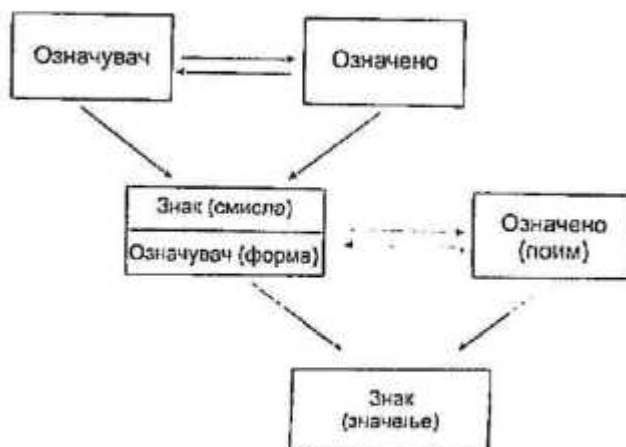 Означувач
Означено
Знак (смисла)
Означувач (форма)
Означено
(поим)
Знак
(значење)